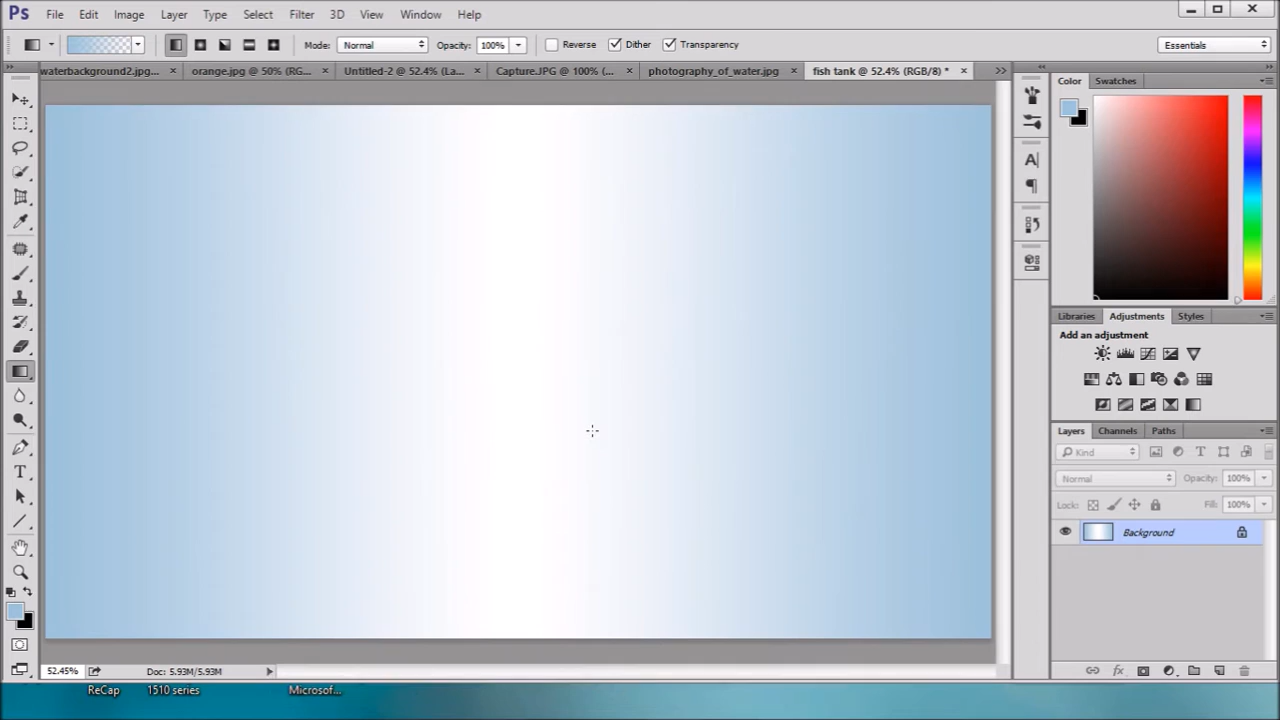 Ps File Edit Image Layer Type Select Filter 3D View Window Help
Mode: Normal Opacity: 100% Reverse Dither Transparency Essentials
waterbackground2.jpg... × orange.jpg @ 50% (RG... × Untitled-2 @ 52.4% (La... × Capture.JPG @ 100% (... × photography_of_water.jpg × fish tank @ 52.4% (RGB/8) * ×
Color Swatches
Libraries Adjustments Styles
Add an adjustment
Layers Channels Paths
Kind
Normal Opacity: 100%
Lock: Fill: 100%
Background
52.45% Doc: 5.93M/5.93M
ReCap 1510 series Microsof...